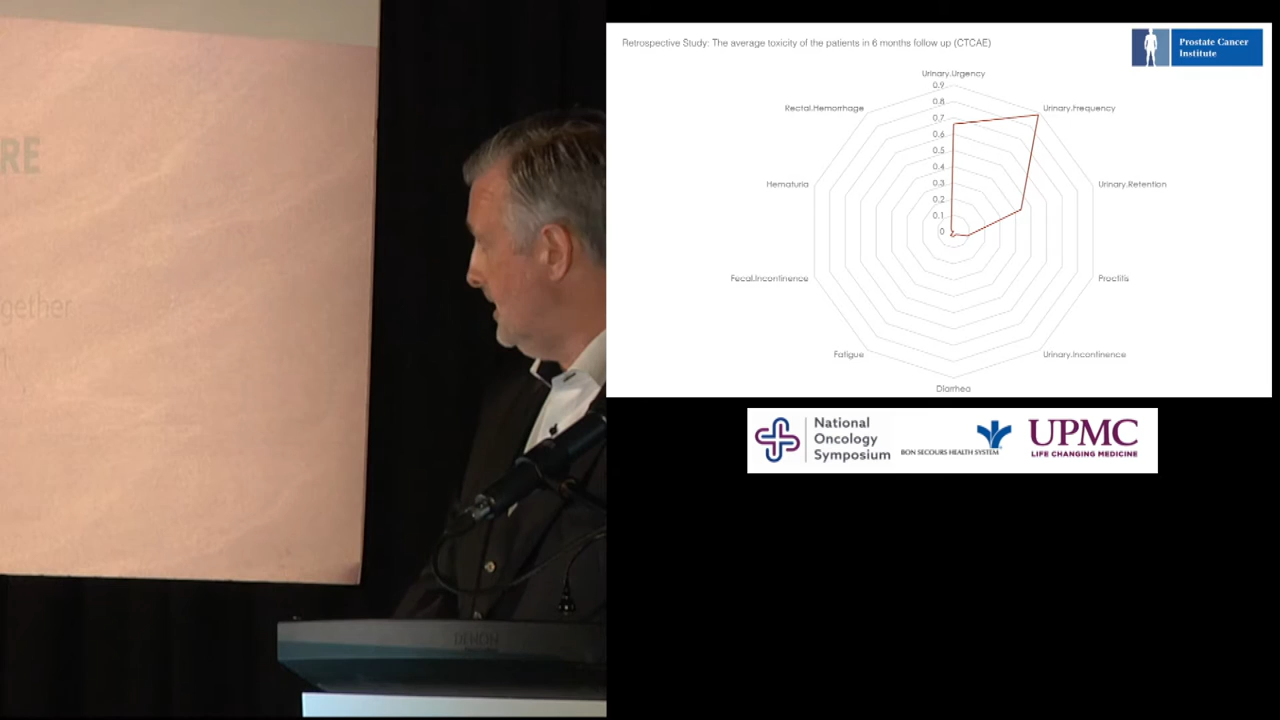 RE
gether
DENON
Retrospective Study: The average toxicity of the patients in 6 months follow up (CTCAE)
Prostate Cancer
Institute
Urinary.Urgency
0.9
0.8
0.7
0.6
0.5
0.4
0.3
0.2
0.1
0
Urinary.Frequency
Urinary.Retention
Proctitis
Urinary.Incontinence
Diarrhea
Fatigue
Fecal.Incontinence
Hematuria
Rectal.Hemorrhage
National
Oncology
Symposium
BON SECOURS HEALTH SYSTEM
UPMC
LIFE CHANGING MEDICINE